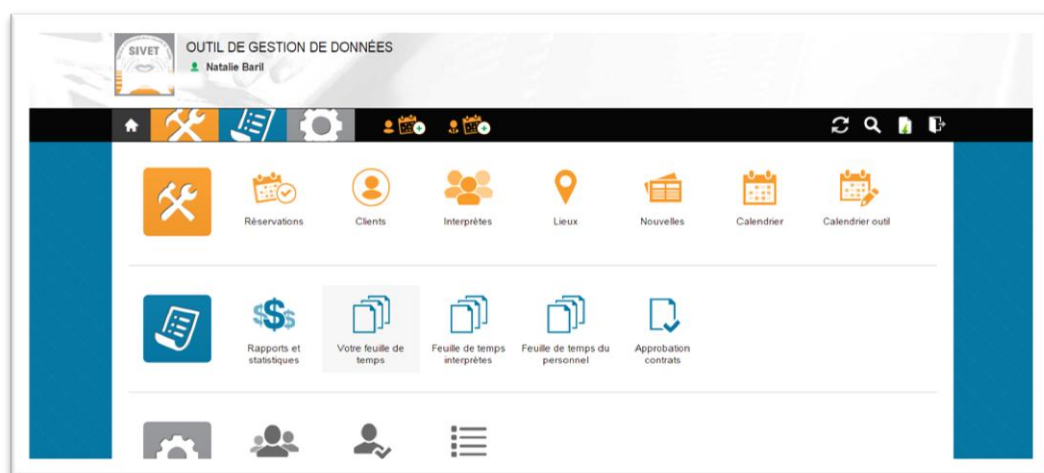 SIVET
OUTIL DE GESTION DE DONNÉES
Natalie Baril
Réservations
Clients
Interprètes
Lieux
Nouvelles
Calendrier
Calendrier outil
Rapports et
statistiques
Votre feuille de
temps
Feuille de temps
interprètes
Feuille de temps du
personnel
Approbation
contrats